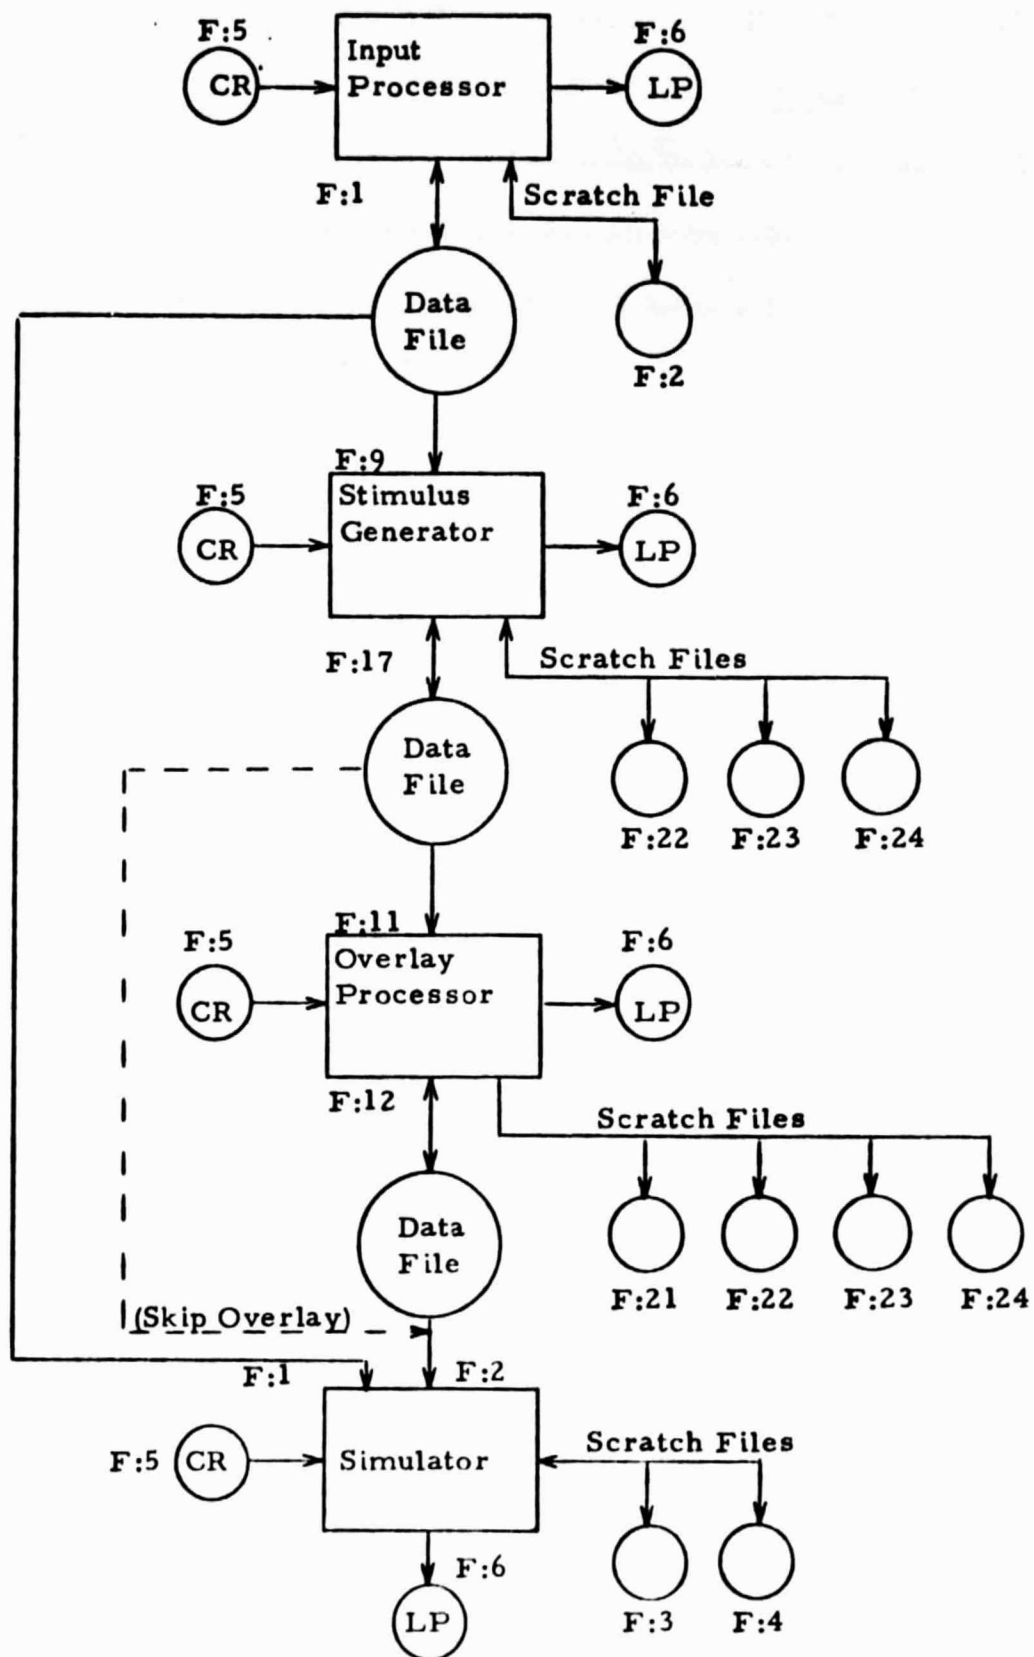 F:5
F:6
Input
Processor
CR
LP
F:1
Scratch File
Data
File
F:2
F:9
F:5
F:6
Stimulus
Generator
CR
LP
F:17
Scratch Files
Data
File
F:22
F:23
F:24
F:11
F:5
F:6
Overlay
Processor
CR
LP
F:12
Scratch Files
Data
File
F:21
F:22
F:23
F:24
(Skip Overlay)
F:1
F:2
Scratch Files
F:5
CR
Simulator
F:6
LP
F:3
F:4